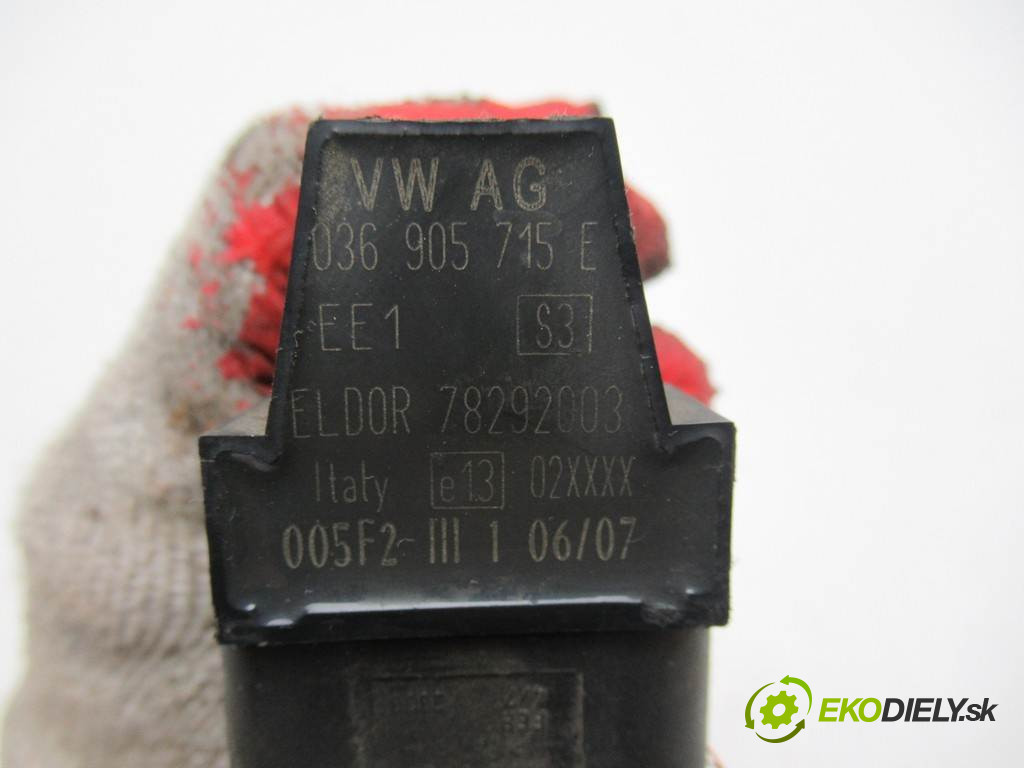 VW AG
036 905 715 E
EE1 S3
ELDOR 78292003
Italy e13 02XXXX
005F2 III 1 06/07
EKODIELY.sk